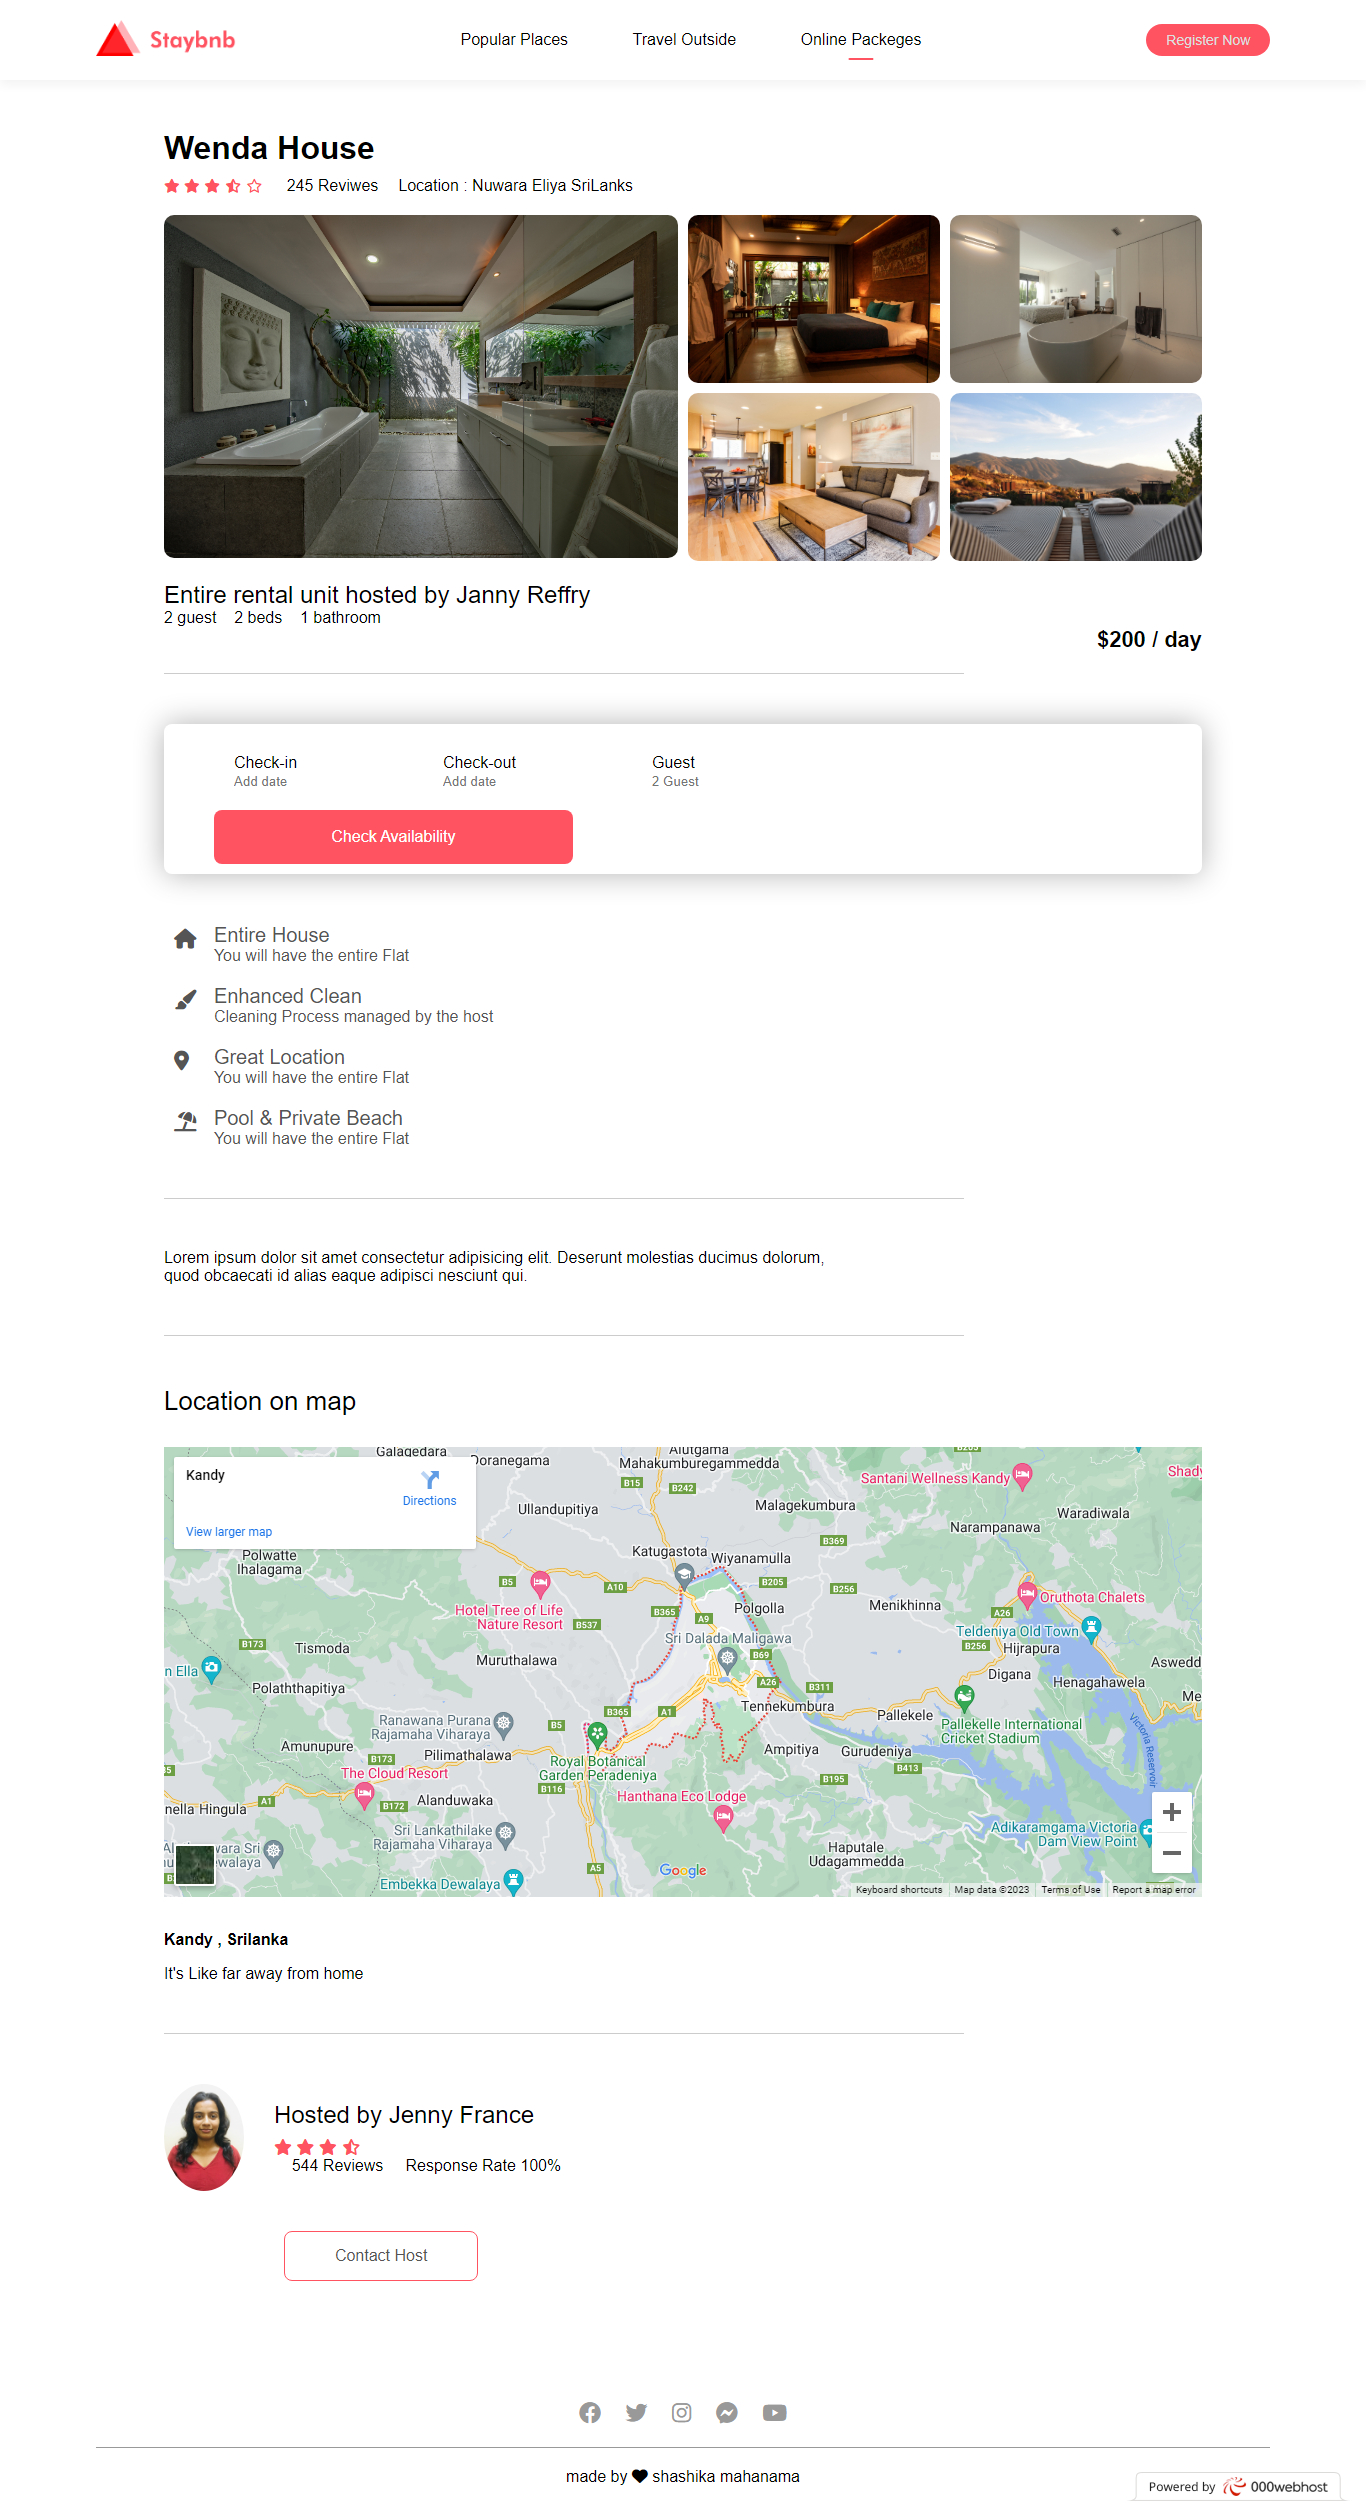 Staybnb
Popular Places
Travel Outside
Online Packeges
Register Now
Wenda House
245 Reviwes
Location : Nuwara Eliya SriLanks
Entire rental unit hosted by Janny Reffry
2 guest 2 beds 1 bathroom
$200 / day
Check-in
Add date
Check-out
Add date
Guest
2 Guest
Check Availability
Entire House
You will have the entire Flat
Enhanced Clean
Cleaning Process managed by the host
Great Location
You will have the entire Flat
Pool & Private Beach
You will have the entire Flat
Lorem ipsum dolor sit amet consectetur adipisicing elit. Deserunt molestias ducimus dolorum,
quod obcaecati id alias eaque adipisci nesciunt qui.
Location on map
Kandy
Directions
View larger map
Galagedara
Doranegama
Alutgama
Mahakumburegammedda
B15
B242
B205
Santani Wellness Kandy
Shady
Ullandupitiya
Malagekumbura
Waradiwala
Narampanawa
B369
Polwatte
Ihalagama
Katugastota
Wiyanamulla
B5
A10
B205
B256
Hotel Tree of Life
Nature Resort
B537
B365
A9
Polgolla
Menikhinna
A26
Oruthota Chalets
Teldeniya Old Town
B256
Hijrapura
B173
Tismoda
Sri Dalada Maligawa
B69
Muruthalawa
Digana
Aswedd
n Ella
Polaththapitiya
A26
B311
Henagahawela
Me
Tennekumbura
B365
A1
Pallekele
Ranawana Purana
Rajamaha Viharaya
B5
Pallekelle International
Cricket Stadium
Victoria Reservoir
Amunupure
B173
Pilimathalawa
Royal Botanical
Garden Peradeniya
Ampitiya
Gurudeniya
B413
The Cloud Resort
B116
B195
Hanthana Eco Lodge
nella Hingula
A1
B172
Alanduwaka
Sri Lankathilake
Rajamaha Viharaya
Adikaramgama Victoria
Dam View Point
Haputale
Udagammedda
Embekka Dewalaya
A5
Google
Keyboard shortcuts
Map data ©2023
Terms of Use
Report a map error
Kandy , Srilanka
It's Like far away from home
Hosted by Jenny France
544 Reviews
Response Rate 100%
Contact Host
made by shashika mahanama
Powered by 000webhost